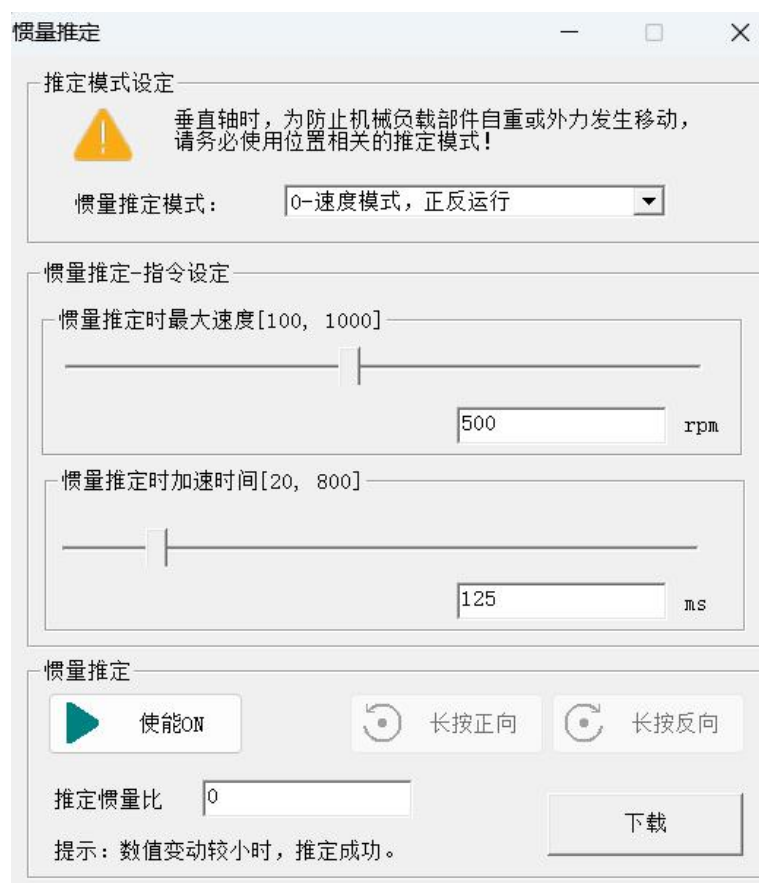 惯量推定
推定模式设定
垂直轴时，为防止机械负载部件自重或外力发生移动，
请务必使用位置相关的推定模式！
惯量推定模式：
0-速度模式，正反运行
惯量推定-指令设定
惯量推定时最大速度[100, 1000]
500 rpm
惯量推定时加速时间[20, 800]
125 ms
惯量推定
使能ON 长按正向 长按反向
推定惯量比 0
下载
提示：数值变动较小时，推定成功。